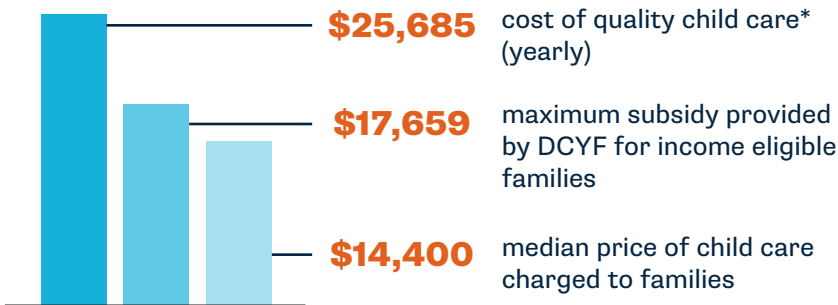 $25,685 cost of quality child care*
(yearly)
$17,659 maximum subsidy provided
by DCYF for income eligible
families
$14,400 median price of child care
charged to families